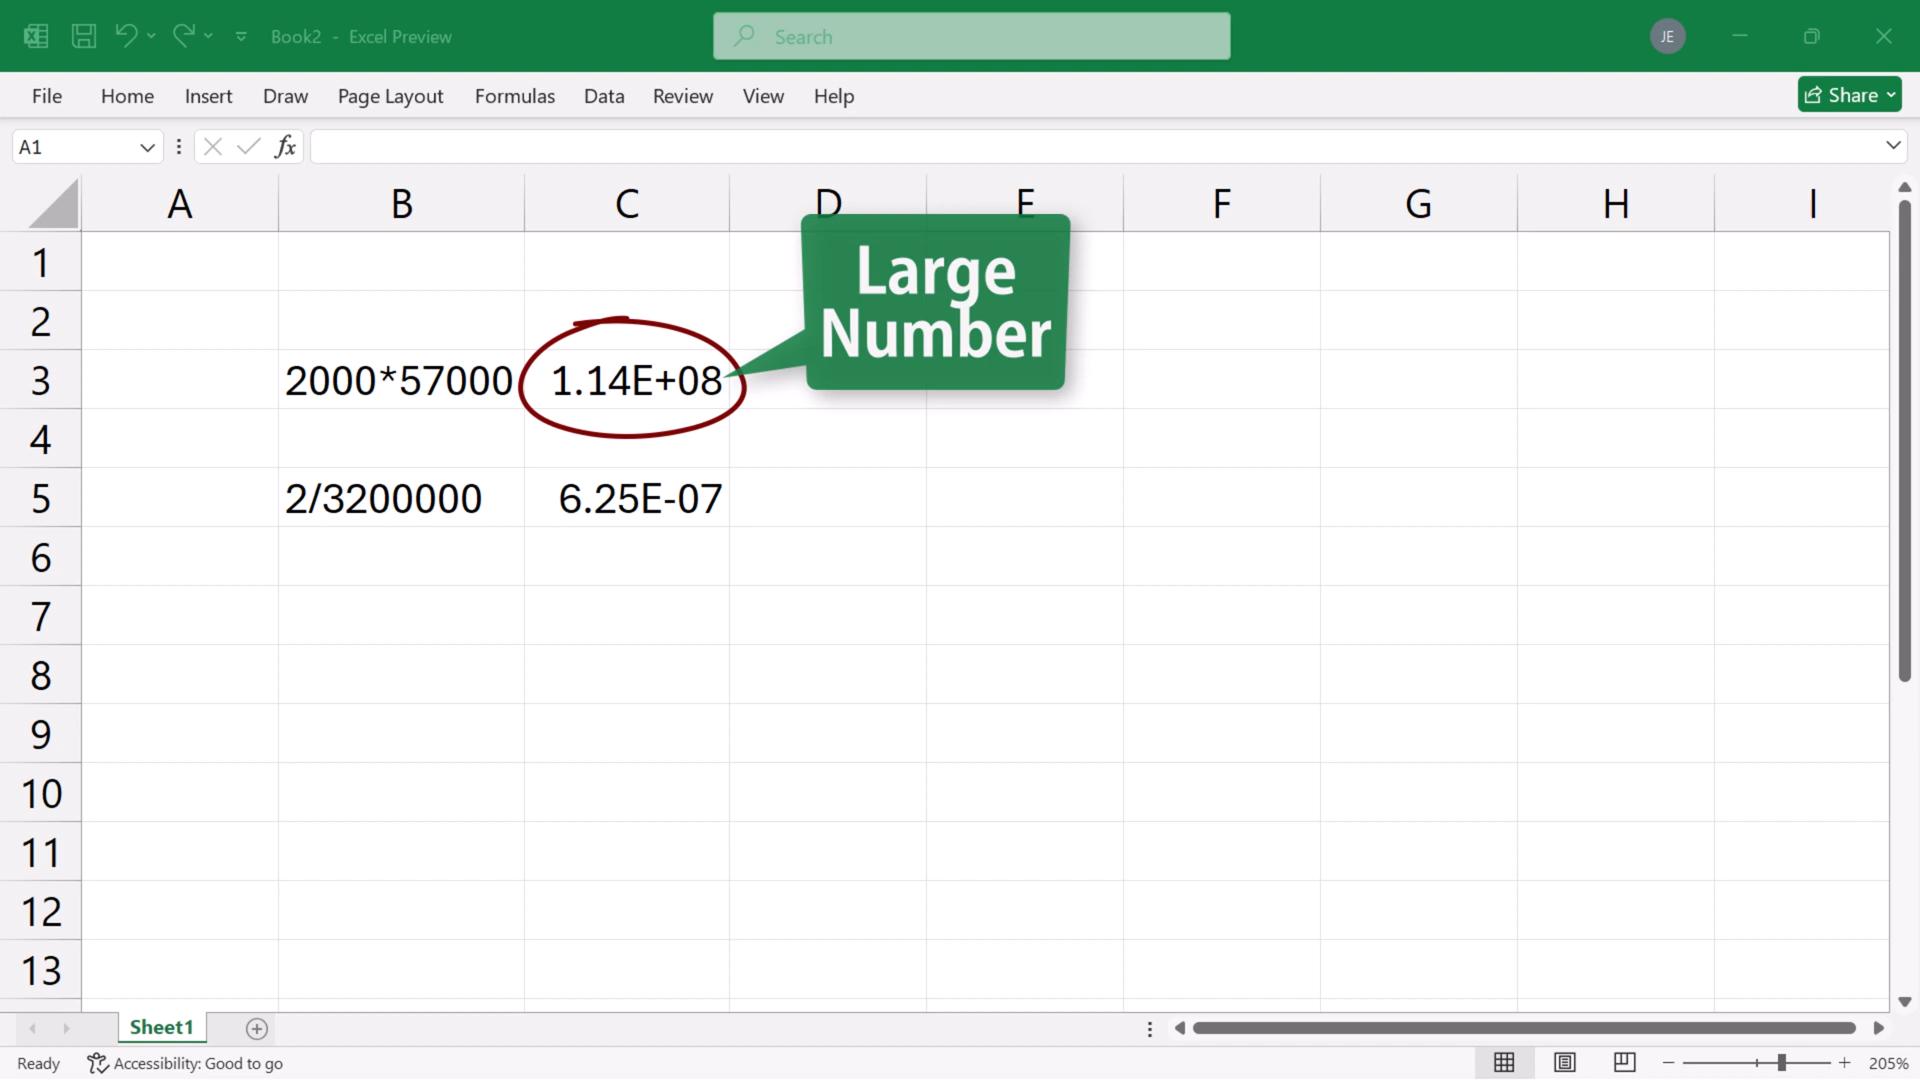 Book2 - Excel Preview
Search
JE
File Home Insert Draw Page Layout Formulas Data Review View Help
Share
A1
fx
A B C D E F G H I
1
2
3 2000*57000 1.14E+08
Large
Number
4
5 2/3200000 6.25E-07
6
7
8
9
10
11
12
13
Sheet1
Ready Accessibility: Good to go 205%